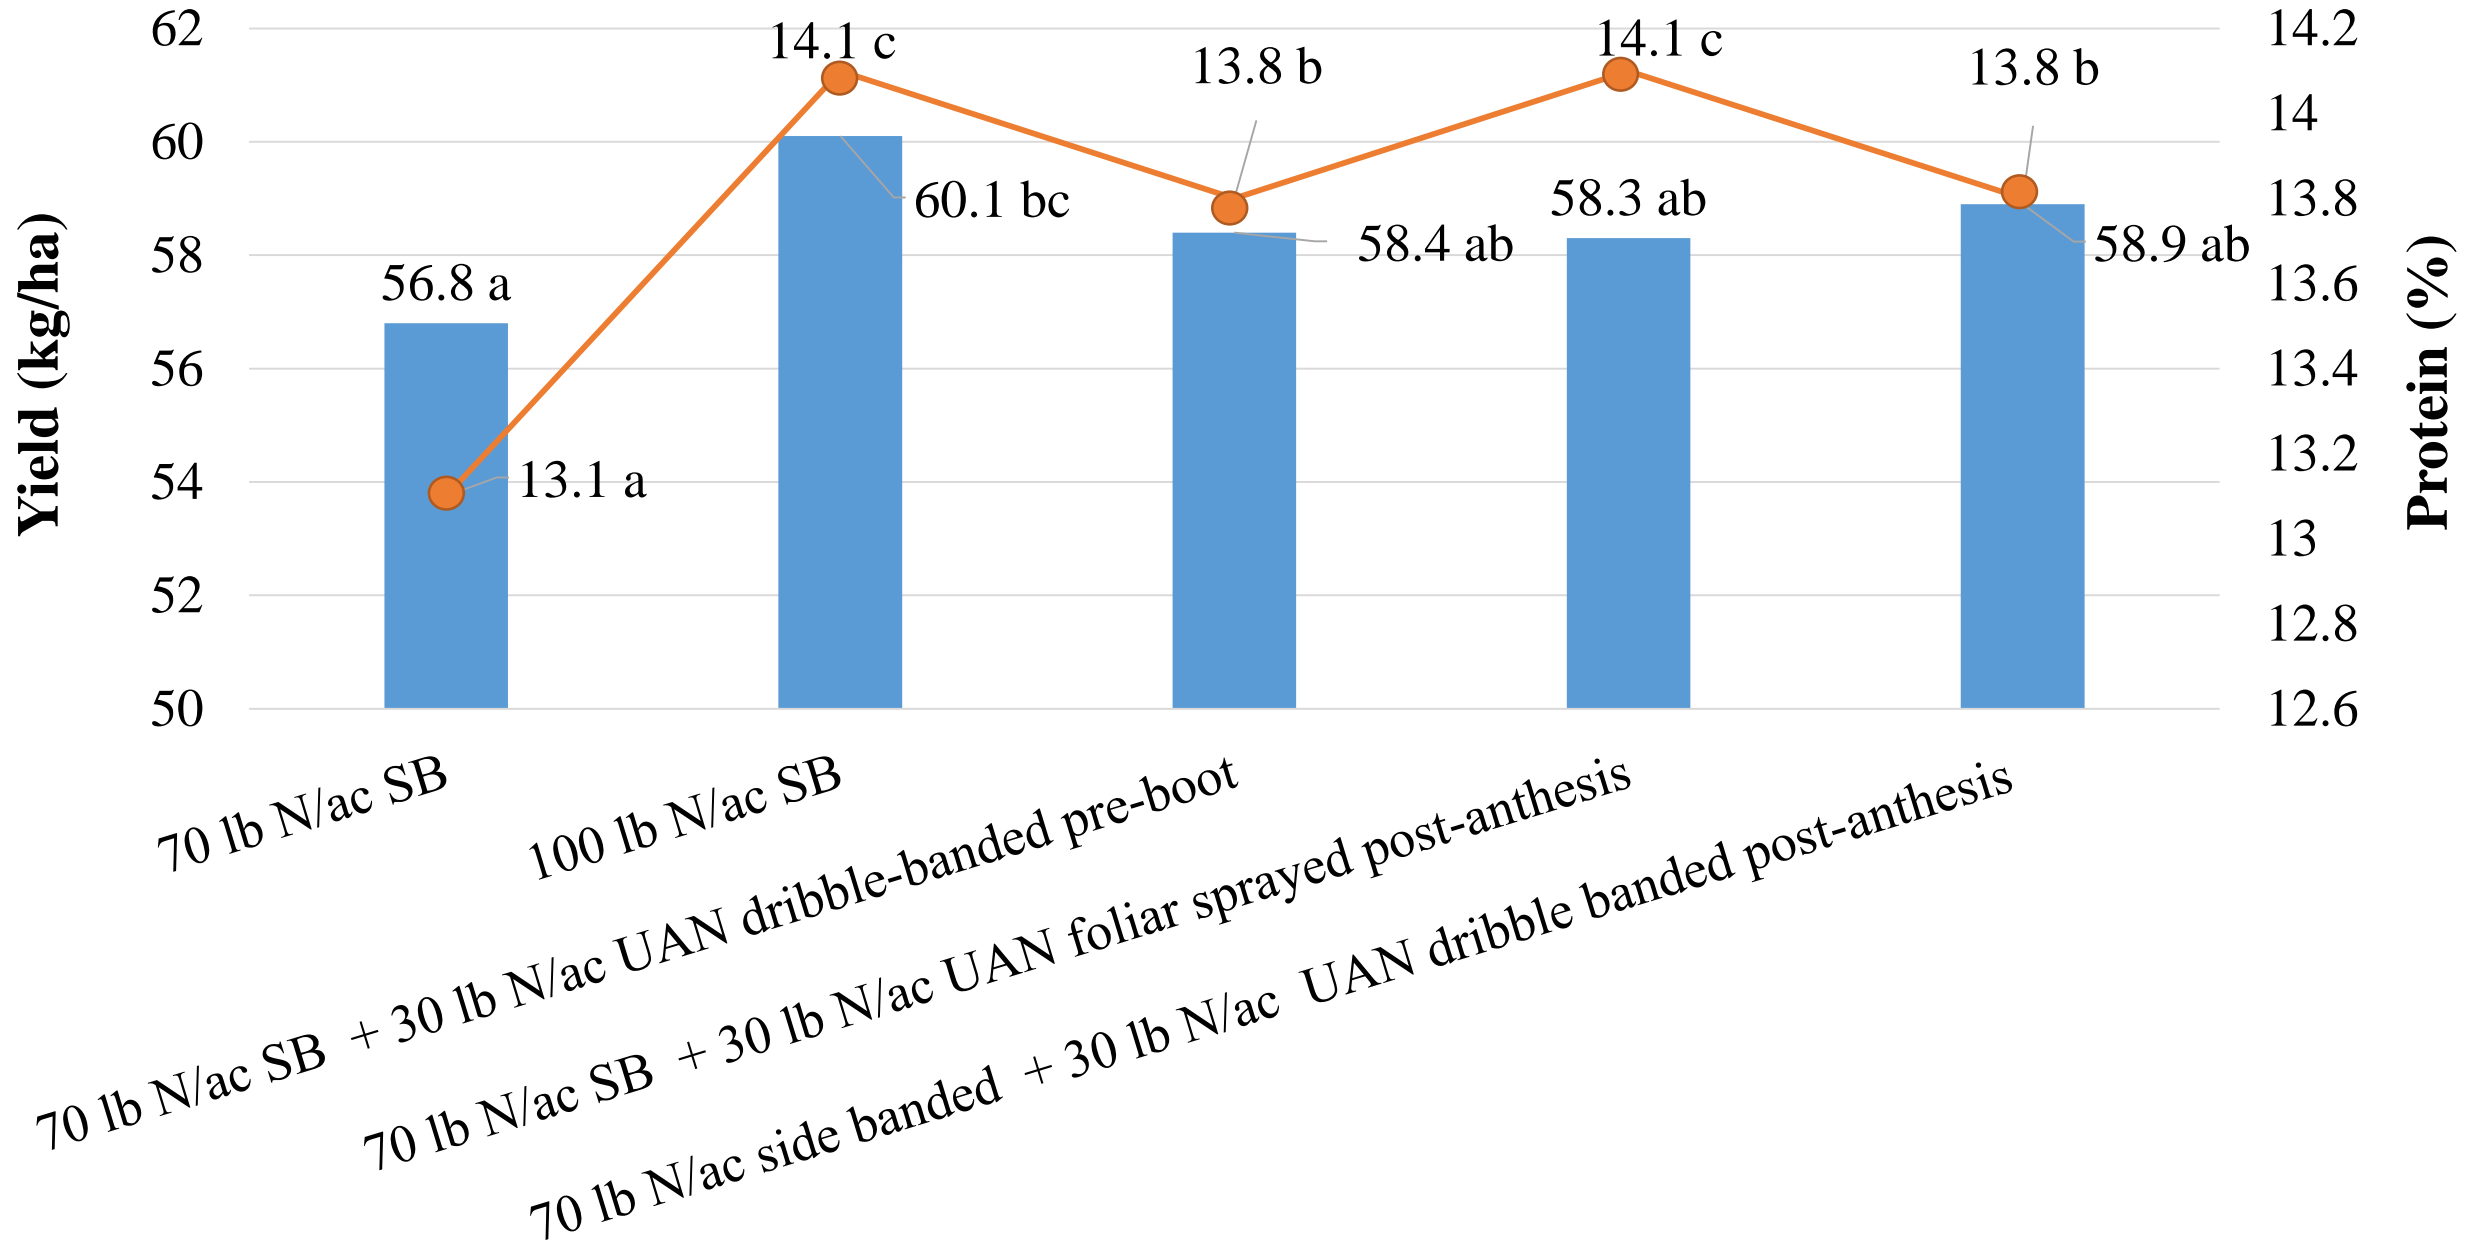 62
60
58
56
54
52
50
Yield (kg/ha)
14.2
14
13.8
13.6
13.4
13.2
13
12.8
12.6
Protein (%)
14.1 c
13.8 b
14.1 c
13.8 b
60.1 bc
58.3 ab
58.4 ab
58.9 ab
56.8 a
13.1 a
70 lb N/ac SB
100 lb N/ac SB
70 lb N/ac SB  + 30 lb N/ac UAN dribble-banded pre-boot
70 lb N/ac SB  + 30 lb N/ac UAN foliar sprayed post-anthesis
70 lb N/ac side banded  + 30 lb N/ac  UAN dribble banded post-anthesis